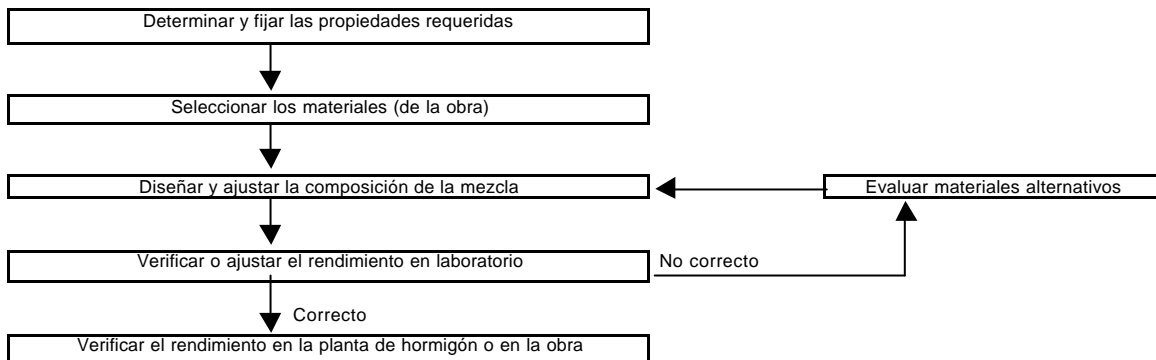 Determinar y fijar las propiedades requeridas
Seleccionar los materiales (de la obra)
Diseñar y ajustar la composición de la mezcla
Evaluar materiales alternativos
Verificar o ajustar el rendimiento en laboratorio
No correcto
Correcto
Verificar el rendimiento en la planta de hormigón o en la obra